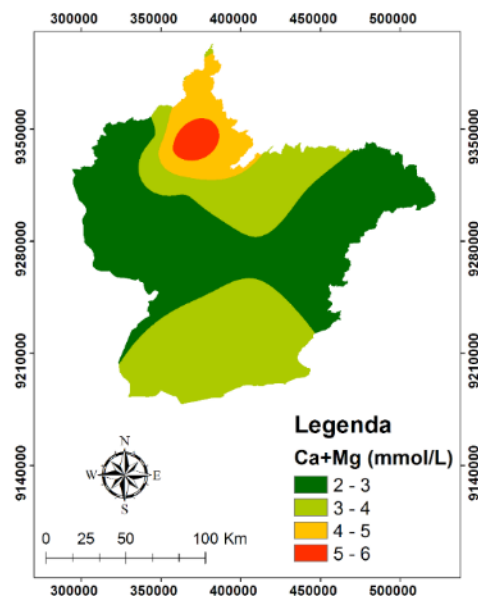 300000 350000 400000 450000 500000
9350000 9350000
9280000 9280000
9210000 9210000
9140000 9140000
Legenda
Ca+Mg (mmol/L)
2 - 3
3 - 4
4 - 5
5 - 6
N
W E
S
0 25 50 100 Km
300000 350000 400000 450000 500000